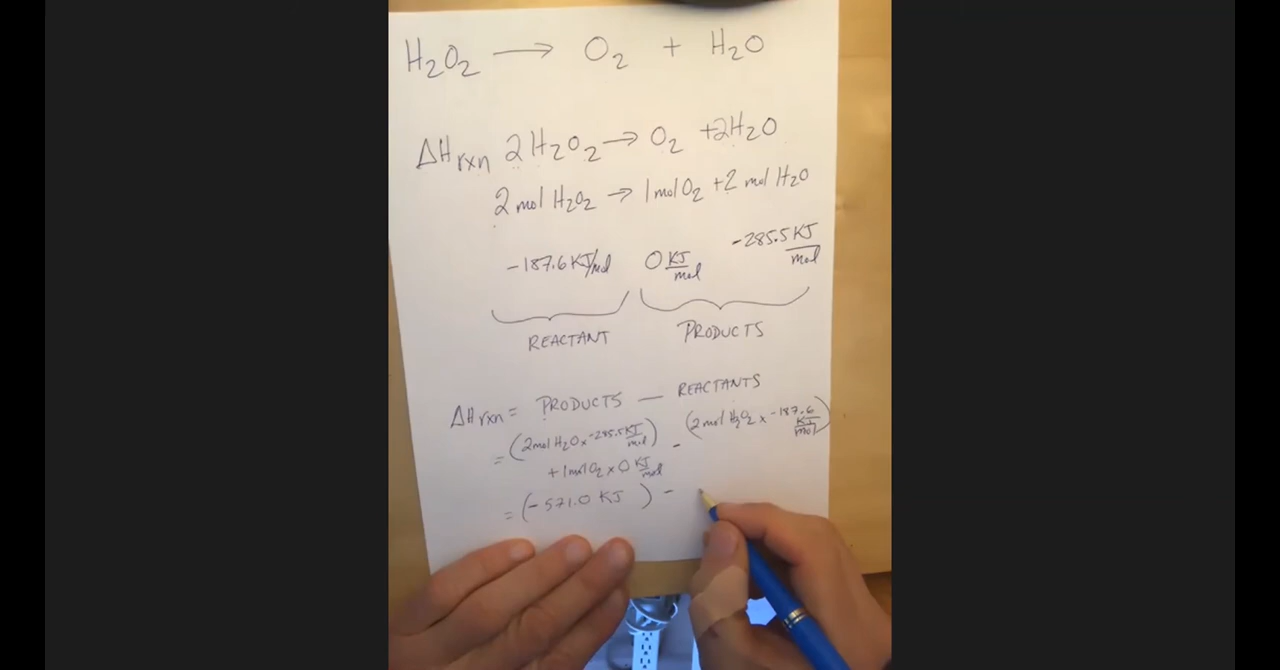 H₂O₂ → O₂ + H₂O
ΔHrxn 2H₂O₂ → O₂ + 2H₂O
2 mol H₂O₂ → 1 mol O₂ + 2 mol H₂O
-187.6 KJ/mol 0 KJ/mol -285.5 KJ/mol
REACTANT PRODUCTS
ΔHrxn = PRODUCTS — REACTANTS
= (2 mol H₂O x -285.5 KJ/mol) - (2 mol H₂O₂ x -187.6 KJ/mol)
+ 1 mol O₂ x 0 KJ/mol
= (-571.0 KJ ) -